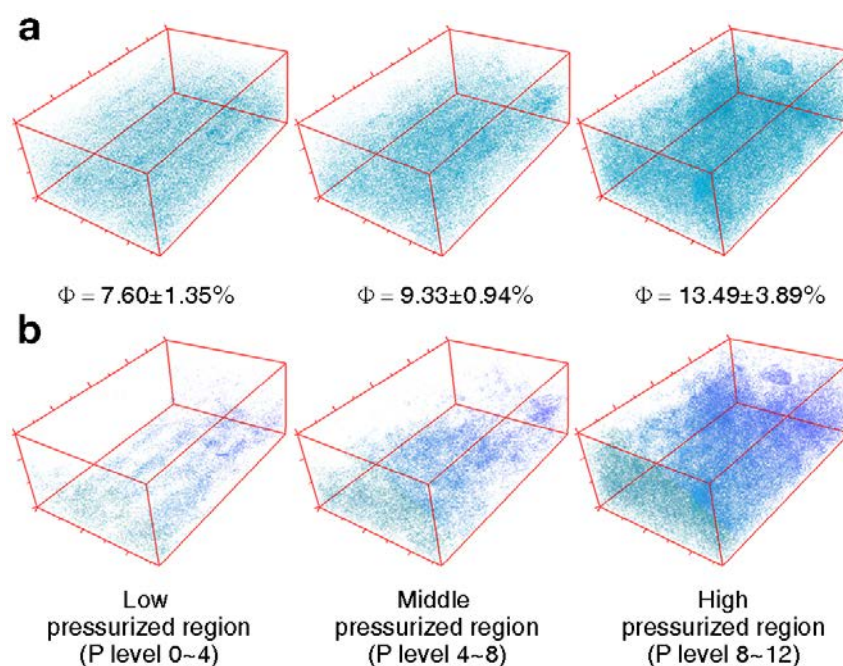 a
Φ = 7.60±1.35%
Φ = 9.33±0.94%
Φ = 13.49±3.89%
b
Low
pressurized region
(P level 0~4)
Middle
pressurized region
(P level 4~8)
High
pressurized region
(P level 8~12)